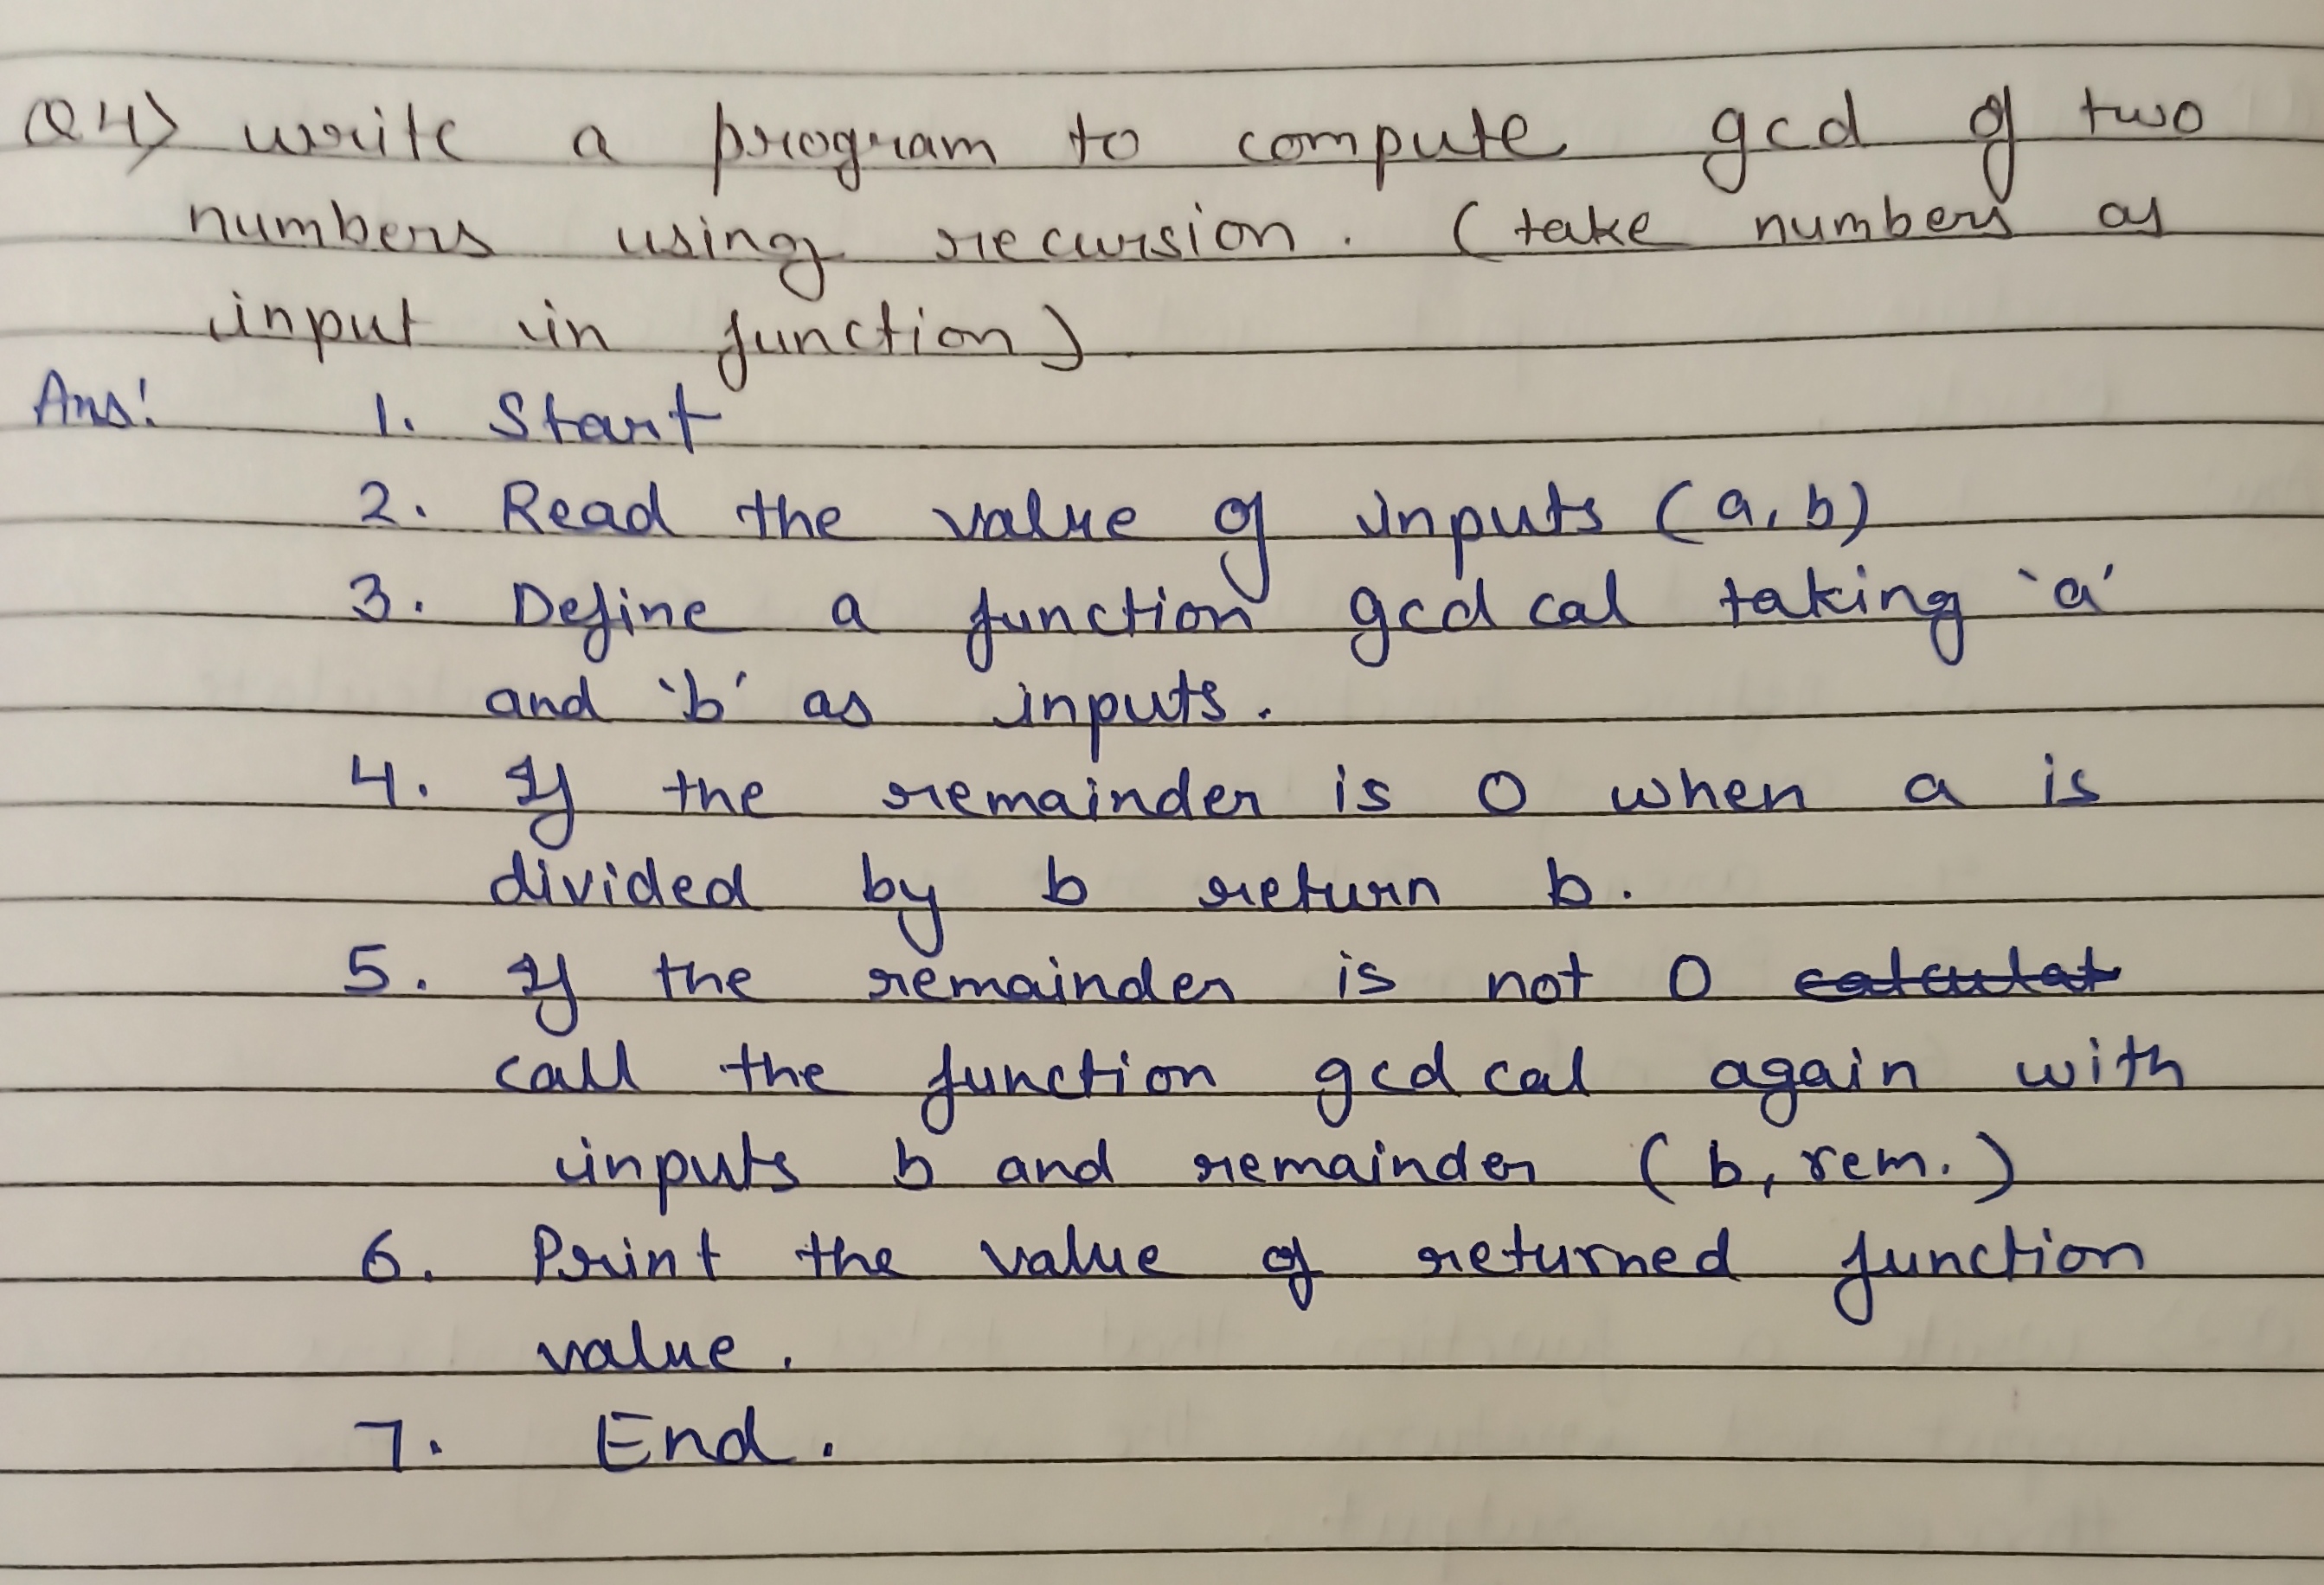 Q4) write a program to compute gcd of two
numbers using recursion. (take numbers as
input in function)
Ans: 1. Start
2. Read the value of inputs (a, b)
3. Define a function gcd cal taking 'a'
and 'b' as inputs.
4. If the remainder is 0 when a is
divided by b return b.
5. If the remainder is not 0 calculat
call the function gcd cal again with
inputs b and remainder (b, rem.)
6. Print the value of returned function
value.
7. End.